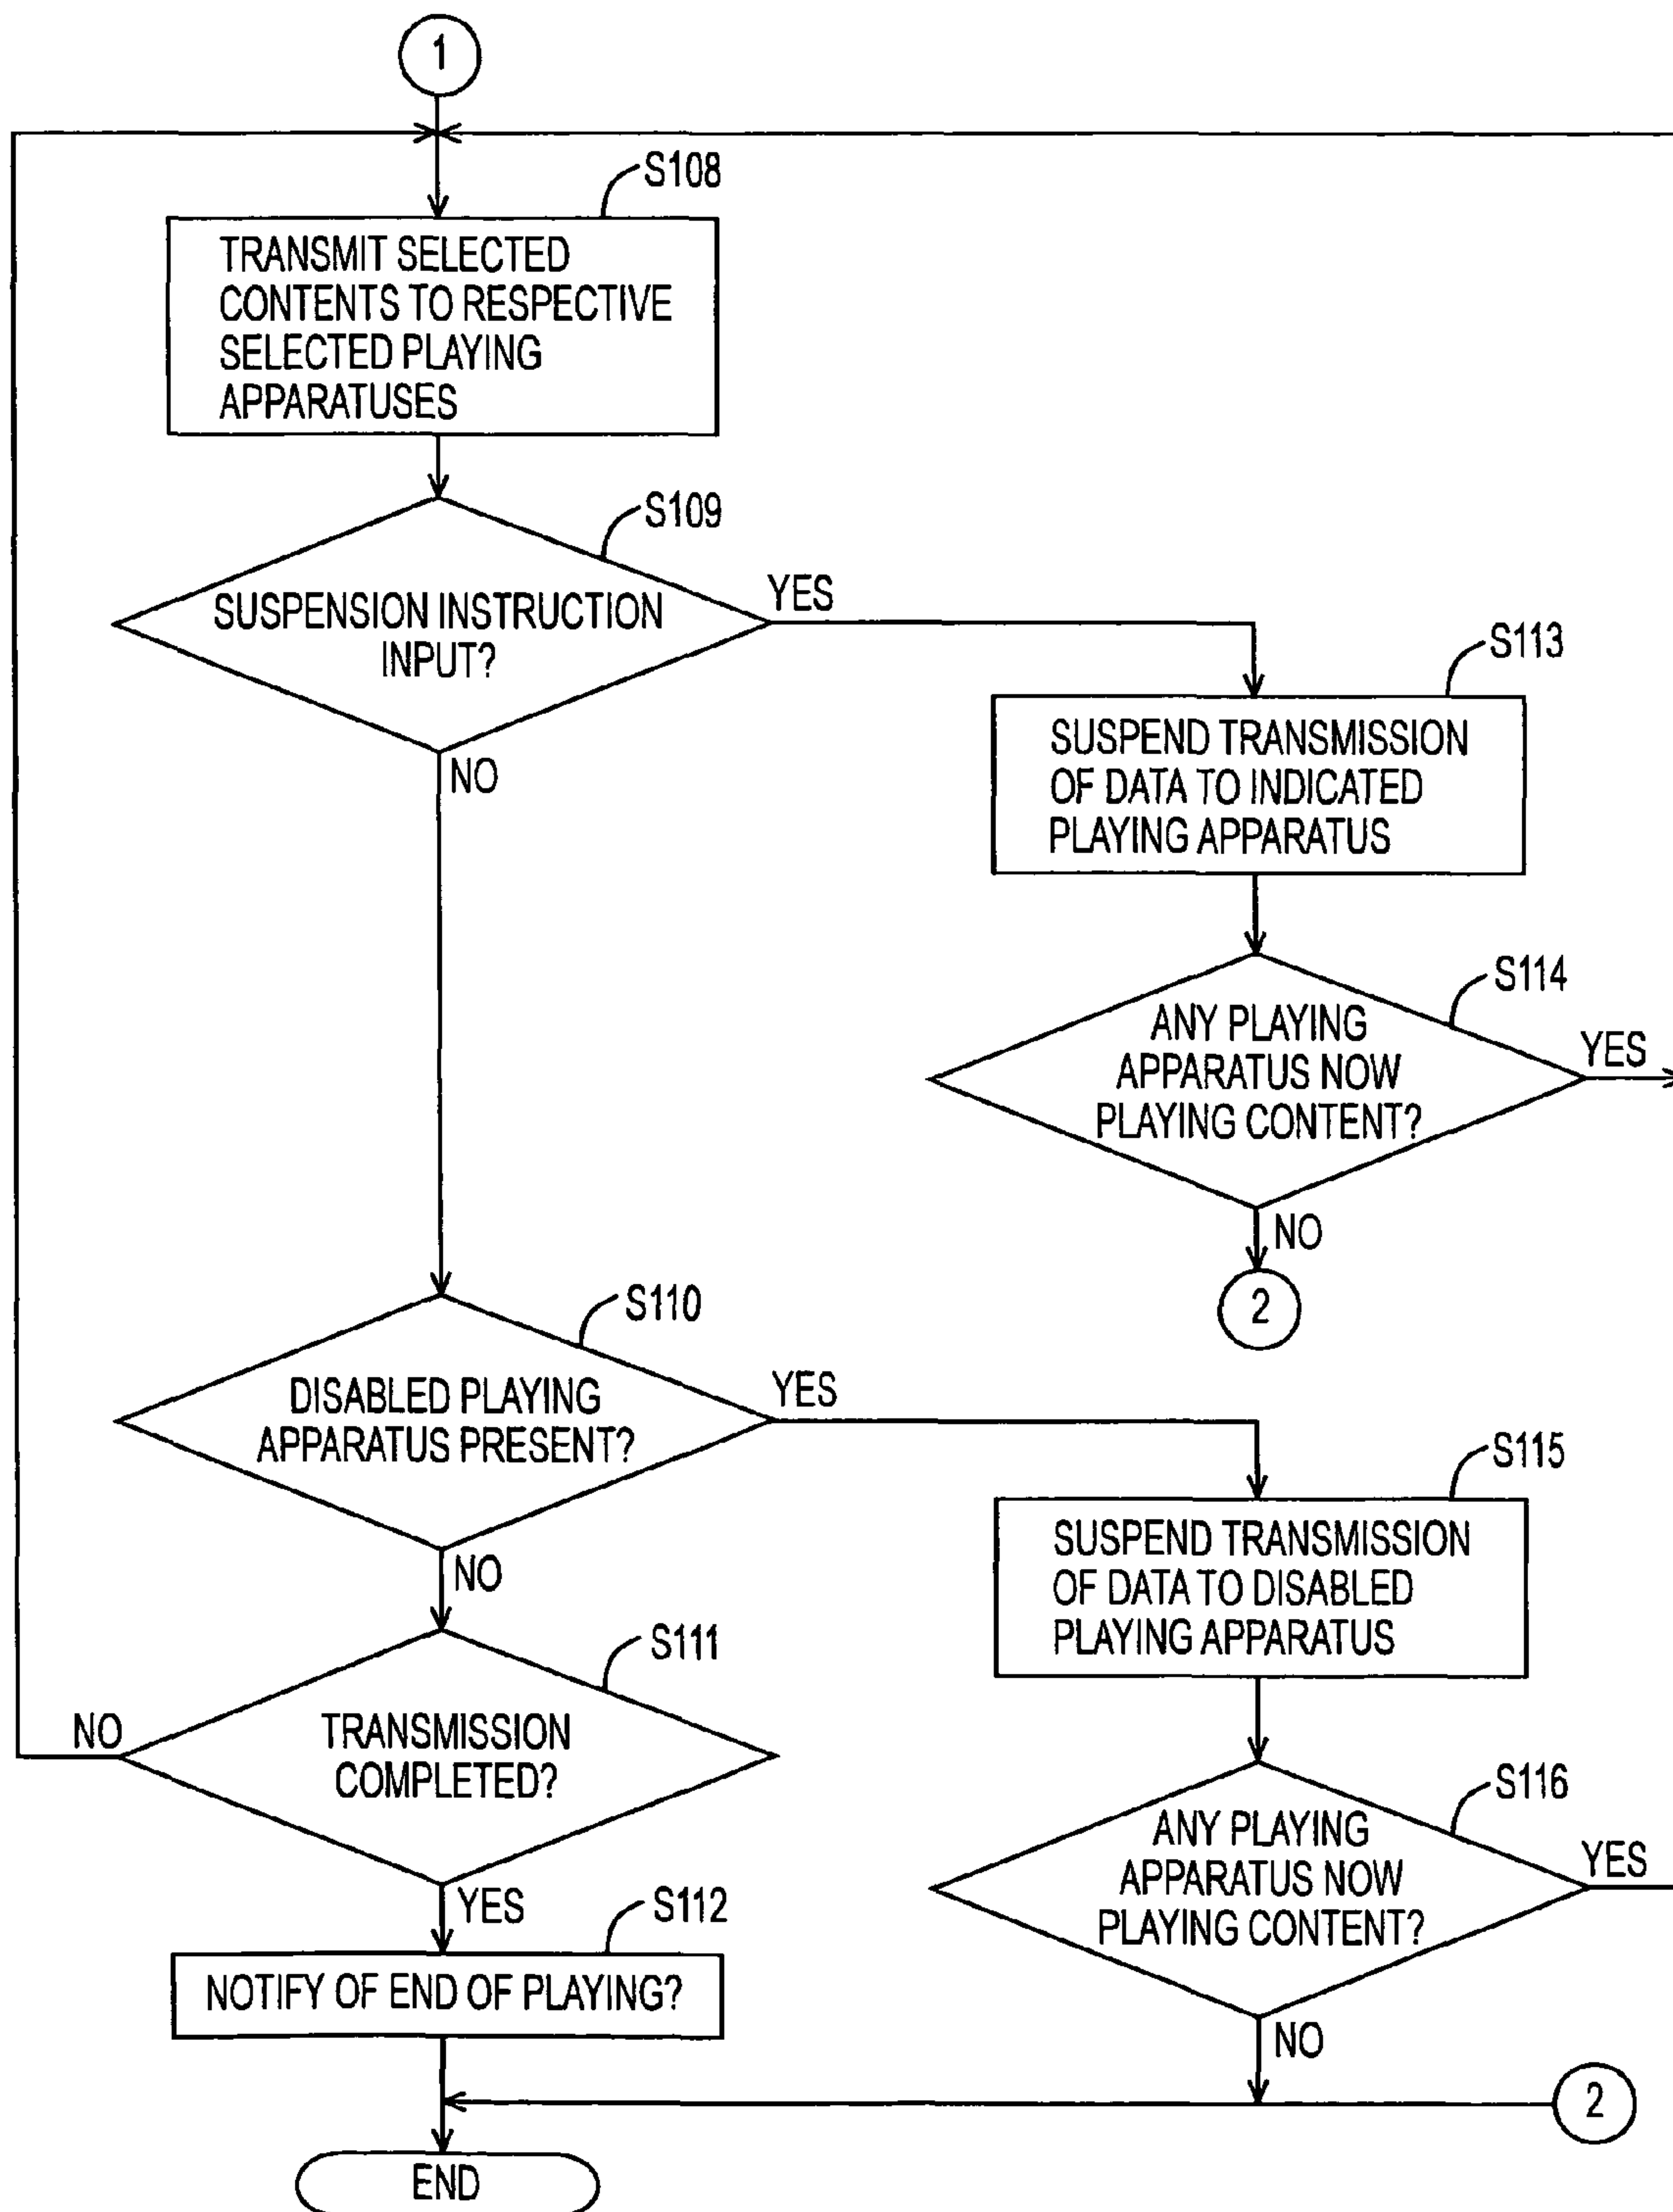 1
S108
TRANSMIT SELECTED
CONTENTS TO RESPECTIVE
SELECTED PLAYING
APPARATUSES
S109
SUSPENSION INSTRUCTION
INPUT?
YES
NO
S113
SUSPEND TRANSMISSION
OF DATA TO INDICATED
PLAYING APPARATUS
S114
ANY PLAYING
APPARATUS NOW
PLAYING CONTENT?
YES
NO
2
S110
DISABLED PLAYING
APPARATUS PRESENT?
YES
NO
S115
SUSPEND TRANSMISSION
OF DATA TO DISABLED
PLAYING APPARATUS
S111
TRANSMISSION
COMPLETED?
NO
YES
S116
ANY PLAYING
APPARATUS NOW
PLAYING CONTENT?
YES
NO
S112
NOTIFY OF END OF PLAYING?
2
END